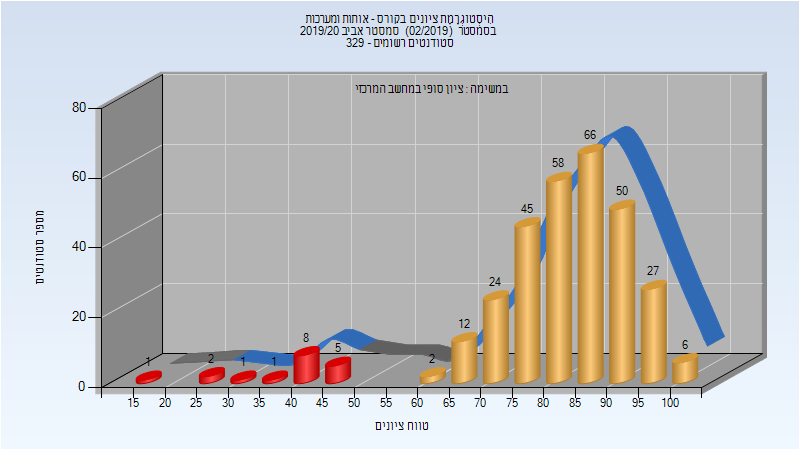 היסטוגרמת ציונים בקורס - אותות ומערכות
בסמסטר (02/2019) סמסטר אביב 2019/20
סטודנטים רשומים - 329
במשימה : ציון סופי במחשב המרכזי
מספר סטודנטים
80
60
40
20
0
1
2
1
1
8
5
2
12
24
45
58
66
50
27
6
15 20 25 30 35 40 45 50 60 65 70 75 80 85 90 95 100
טווח ציונים